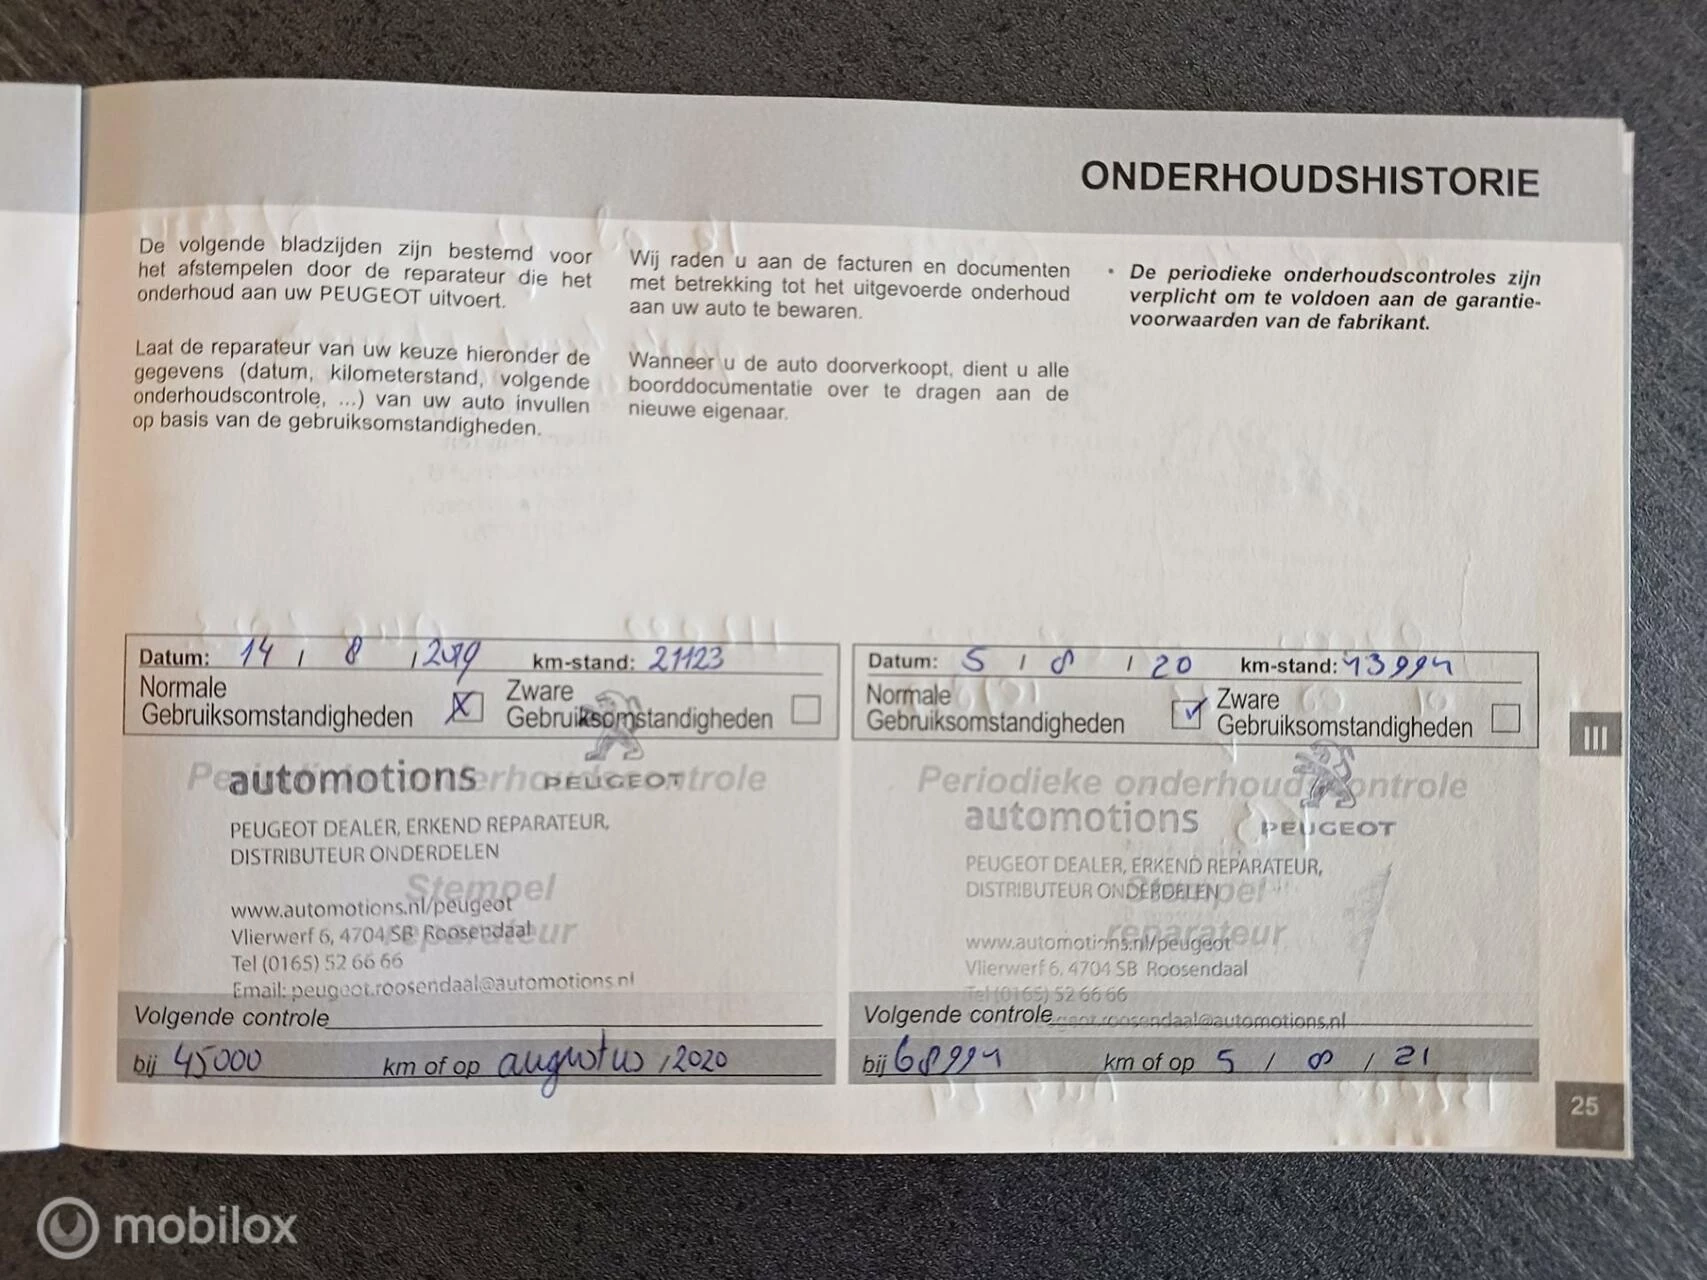 ONDERHOUDSHISTORIE
De volgende bladzijden zijn bestemd voor
het afstempelen door de reparateur die het
onderhoud aan uw PEUGEOT uitvoert.
Laat de reparateur van uw keuze hieronder de
gegevens (datum, kilometerstand, volgende
onderhoudscontrole, ...) van uw auto invullen
op basis van de gebruiksomstandigheden.
Wij raden u aan de facturen en documenten
met betrekking tot het uitgevoerde onderhoud
aan uw auto te bewaren.
Wanneer u de auto doorverkoopt, dient u alle
boorddocumentatie over te dragen aan de
nieuwe eigenaar.
• De periodieke onderhoudscontroles zijn
verplicht om te voldoen aan de garantie-
voorwaarden van de fabrikant.
Datum: 14 / 8 / 2019 km-stand: 21123
Normale Gebruiksomstandigheden X Zware Gebruiksomstandigheden
Periodieke onderhoudscontrole
automotions PEUGEOT
PEUGEOT DEALER, ERKEND REPARATEUR,
DISTRIBUTEUR ONDERDELEN
Stempel
www.automotions.nl/peugeot
reparateur
Vlierwerf 6, 4704 SB Roosendaal
Tel (0165) 52 66 66
Email: peugeot.roosendaal@automotions.nl
Volgende controle
bij 45000 km of op augustus / 2020
Datum: 5 / 8 / 20 km-stand: 43994
Normale Gebruiksomstandigheden ✓ Zware Gebruiksomstandigheden
Periodieke onderhoudscontrole
automotions PEUGEOT
PEUGEOT DEALER, ERKEND REPARATEUR,
DISTRIBUTEUR ONDERDELEN
Stempel
reparateur
www.automotions.nl/peugeot
Vlierwerf 6, 4704 SB Roosendaal
Tel (0165) 52 66 66
Volgende controle
bij 68994 km of op 5 / 8 / 21
III
25
mobilox